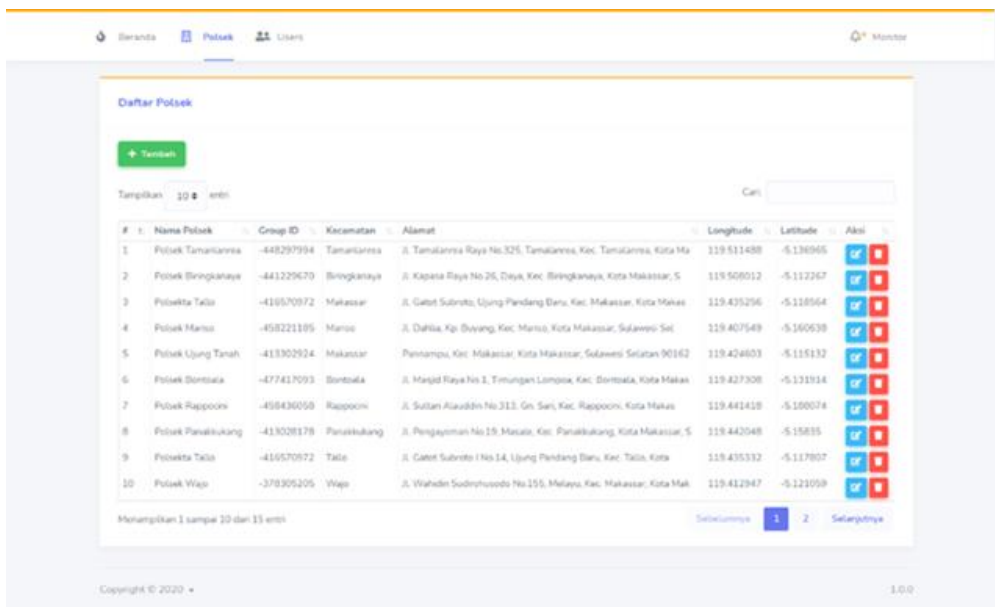 Beranda Polsek Users Monitor
Daftar Polsek
+ Tambah
Tampilkan 10 entri Cari:
# Nama Polsek Group ID Kecamatan Alamat Longitude Latitude Aksi
1 Polsek Tamanlanrea -448297994 Tamanlanrea Jl. Tamalanrea Raya No.325, Tamalanrea, Kec. Tamalanrea, Kota Ma 119.511488 -5.136965
2 Polsek Biringkanaya -441229670 Biringkanaya Jl. Kapasa Raya No.26, Daya, Kec. Biringkanaya, Kota Makassar, S 119.508012 -5.112267
3 Polsekta Tallo -416570972 Makassar Jl. Gatot Subroto, Ujung Pandang Baru, Kec. Makassar, Kota Makas 119.435256 -5.118564
4 Polsek Mariso -458221185 Mariso Jl. Dahlia, Kp. Buyang, Kec. Mariso, Kota Makassar, Sulawesi Sel 119.407549 -5.160638
5 Polsek Ujung Tanah -413302924 Makassar Pannampu, Kec. Makassar, Kota Makassar, Sulawesi Selatan 90162 119.424603 -5.115132
6 Polsek Bontoala -477417093 Bontoala Jl. Masjid Raya No.1, Timungan Lompoa, Kec. Bontoala, Kota Makas 119.427308 -5.131914
7 Polsek Rappocini -458436058 Rappocini Jl. Sultan Alauddin No.313, Gn. Sari, Kec. Rappocini, Kota Makas 119.441418 -5.180074
8 Polsek Panakkukang -413028178 Panakkukang Jl. Pengayoman No.19, Masale, Kec. Panakkukang, Kota Makassar, S 119.442048 -5.15835
9 Polsekta Tallo -416570972 Tallo Jl. Gatot Subroto I No.14, Ujung Pandang Baru, Kec. Tallo, Kota 119.435332 -5.117807
10 Polsek Wajo -378305205 Wajo Jl. Wahidin Sudirohusodo No.155, Melayu, Kec. Makassar, Kota Mak 119.412947 -5.121059
Menampilkan 1 sampai 10 dari 15 entri Sebelumnya 1 2 Selanjutnya
Copyright © 2020 1.0.0